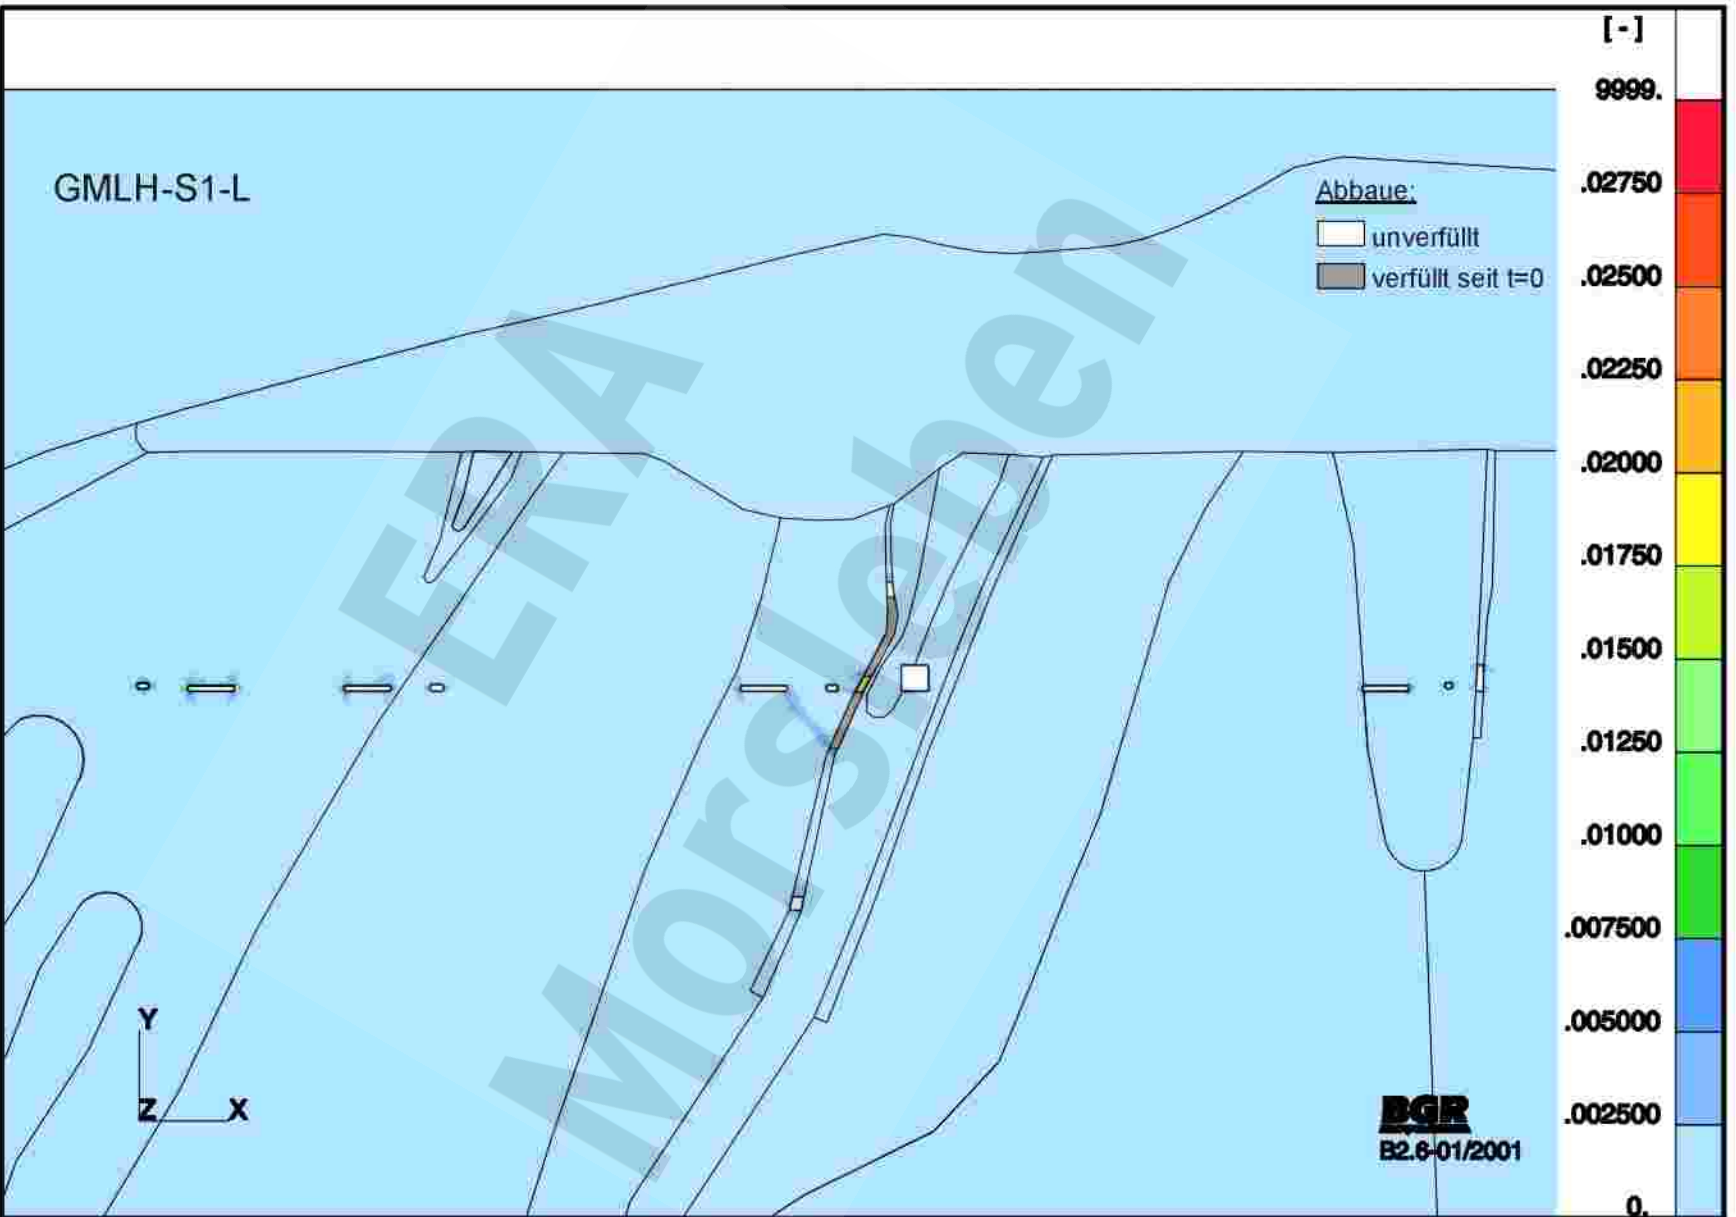 [-]
9999.
GMLH-S1-L
Abbaue:
unverfüllt
verfüllt seit t=0
.02750
.02500
.02250
.02000
.01750
.01500
.01250
.01000
.007500
.005000
.002500
0.
ERA
Morsleben
Y
Z X
BGR
B2.6-01/2001